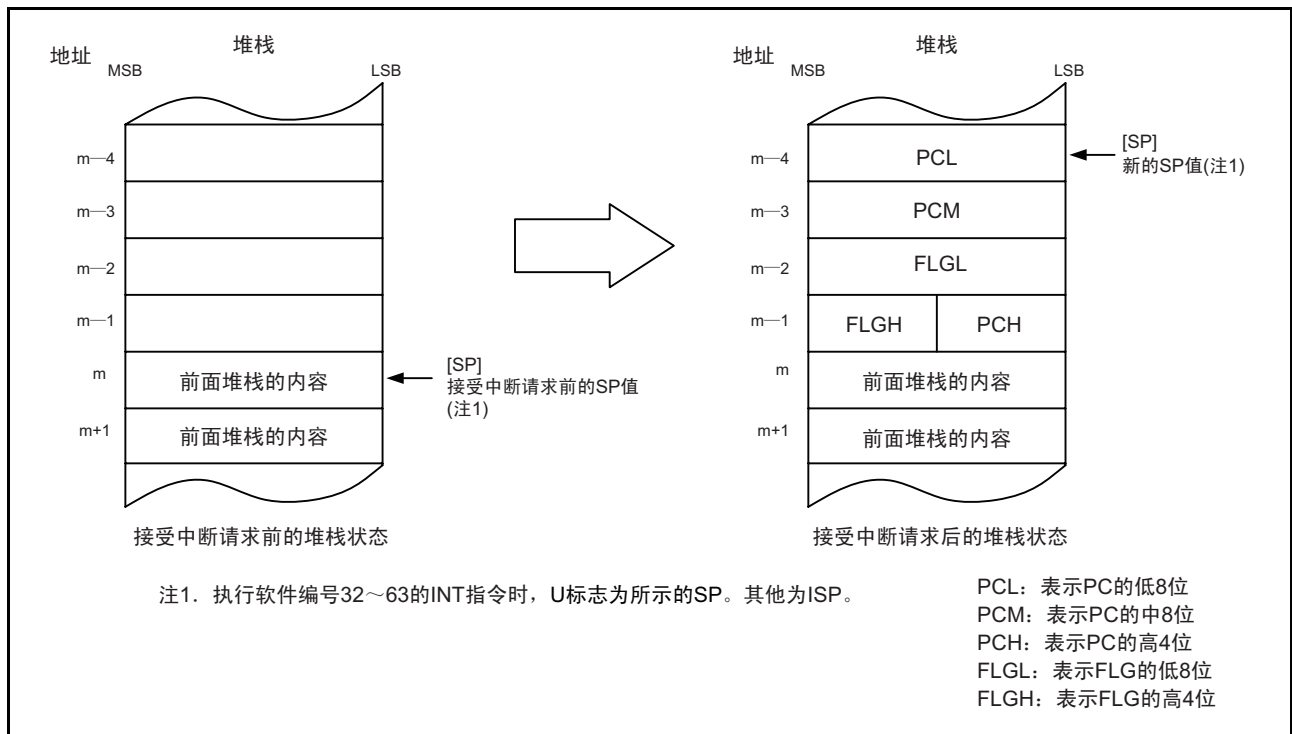 地址
堆栈
MSB
LSB
m—4
m—3
m—2
m—1
m
前面堆栈的内容
m+1
前面堆栈的内容
[SP]
接受中断请求前的SP值
(注1)
接受中断请求前的堆栈状态
地址
堆栈
MSB
LSB
m—4
PCL
m—3
PCM
m—2
FLGL
m—1
FLGH
PCH
m
前面堆栈的内容
m+1
前面堆栈的内容
[SP]
新的SP值(注1)
接受中断请求后的堆栈状态
注1. 执行软件编号32～63的INT指令时，U标志为所示的SP。其他为ISP。
PCL：表示PC的低8位
PCM：表示PC的中8位
PCH：表示PC的高4位
FLGL：表示FLG的低8位
FLGH：表示FLG的高4位